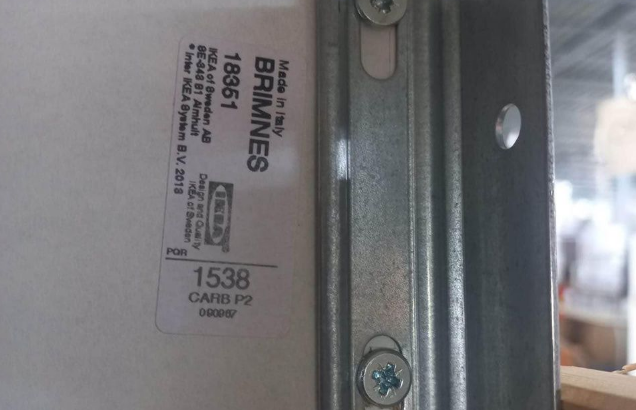 Made in Italy
BRIMNES
18351
IKEA of Sweden AB
SE-343 81 Älmhult
© Inter IKEA System B.V. 2018
IKEA
Design and Quality
IKEA of Sweden
PQR
1538
CARB P2
090967